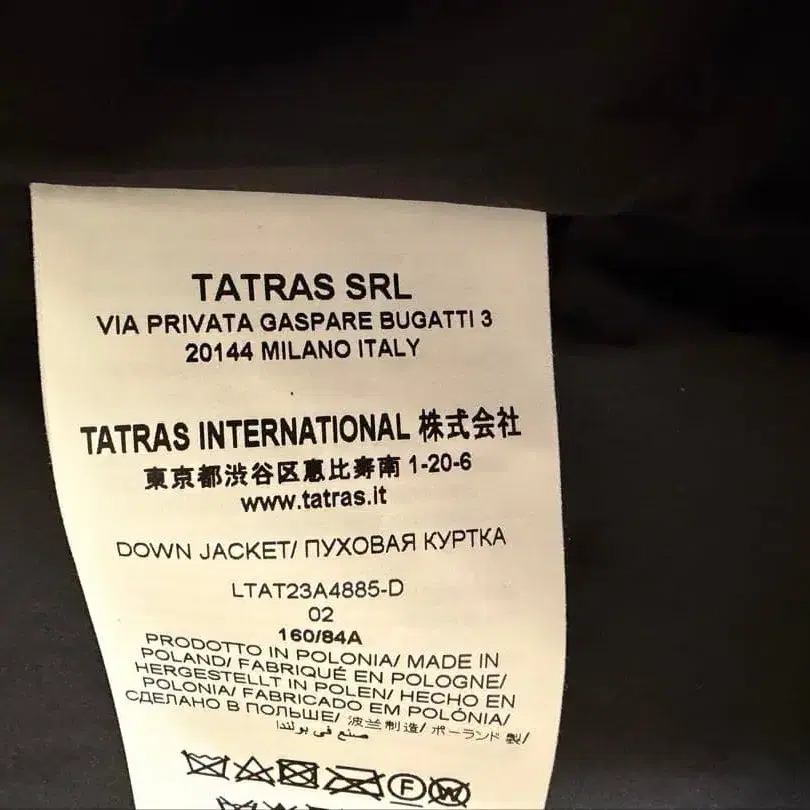 TATRAS SRL
VIA PRIVATA GASPARE BUGATTI 3
20144 MILANO ITALY
TATRAS INTERNATIONAL 株式会社
東京都渋谷区恵比寿南 1-20-6
www.tatras.it
DOWN JACKET/ ПУХОВАЯ КУРТКА
LTAT23A4885-D
02
160/84A
PRODOTTO IN POLONIA/ MADE IN
POLAND/ FABRIQUÉ EN POLOGNE/
HERGESTELLT IN POLEN/ HECHO EN
POLONIA/ FABRICADO EM POLÓNIA/
СДЕЛАНО В ПОЛЬШЕ/ 波兰制造/ ポーランド 製/
صنع في بولندا
F W